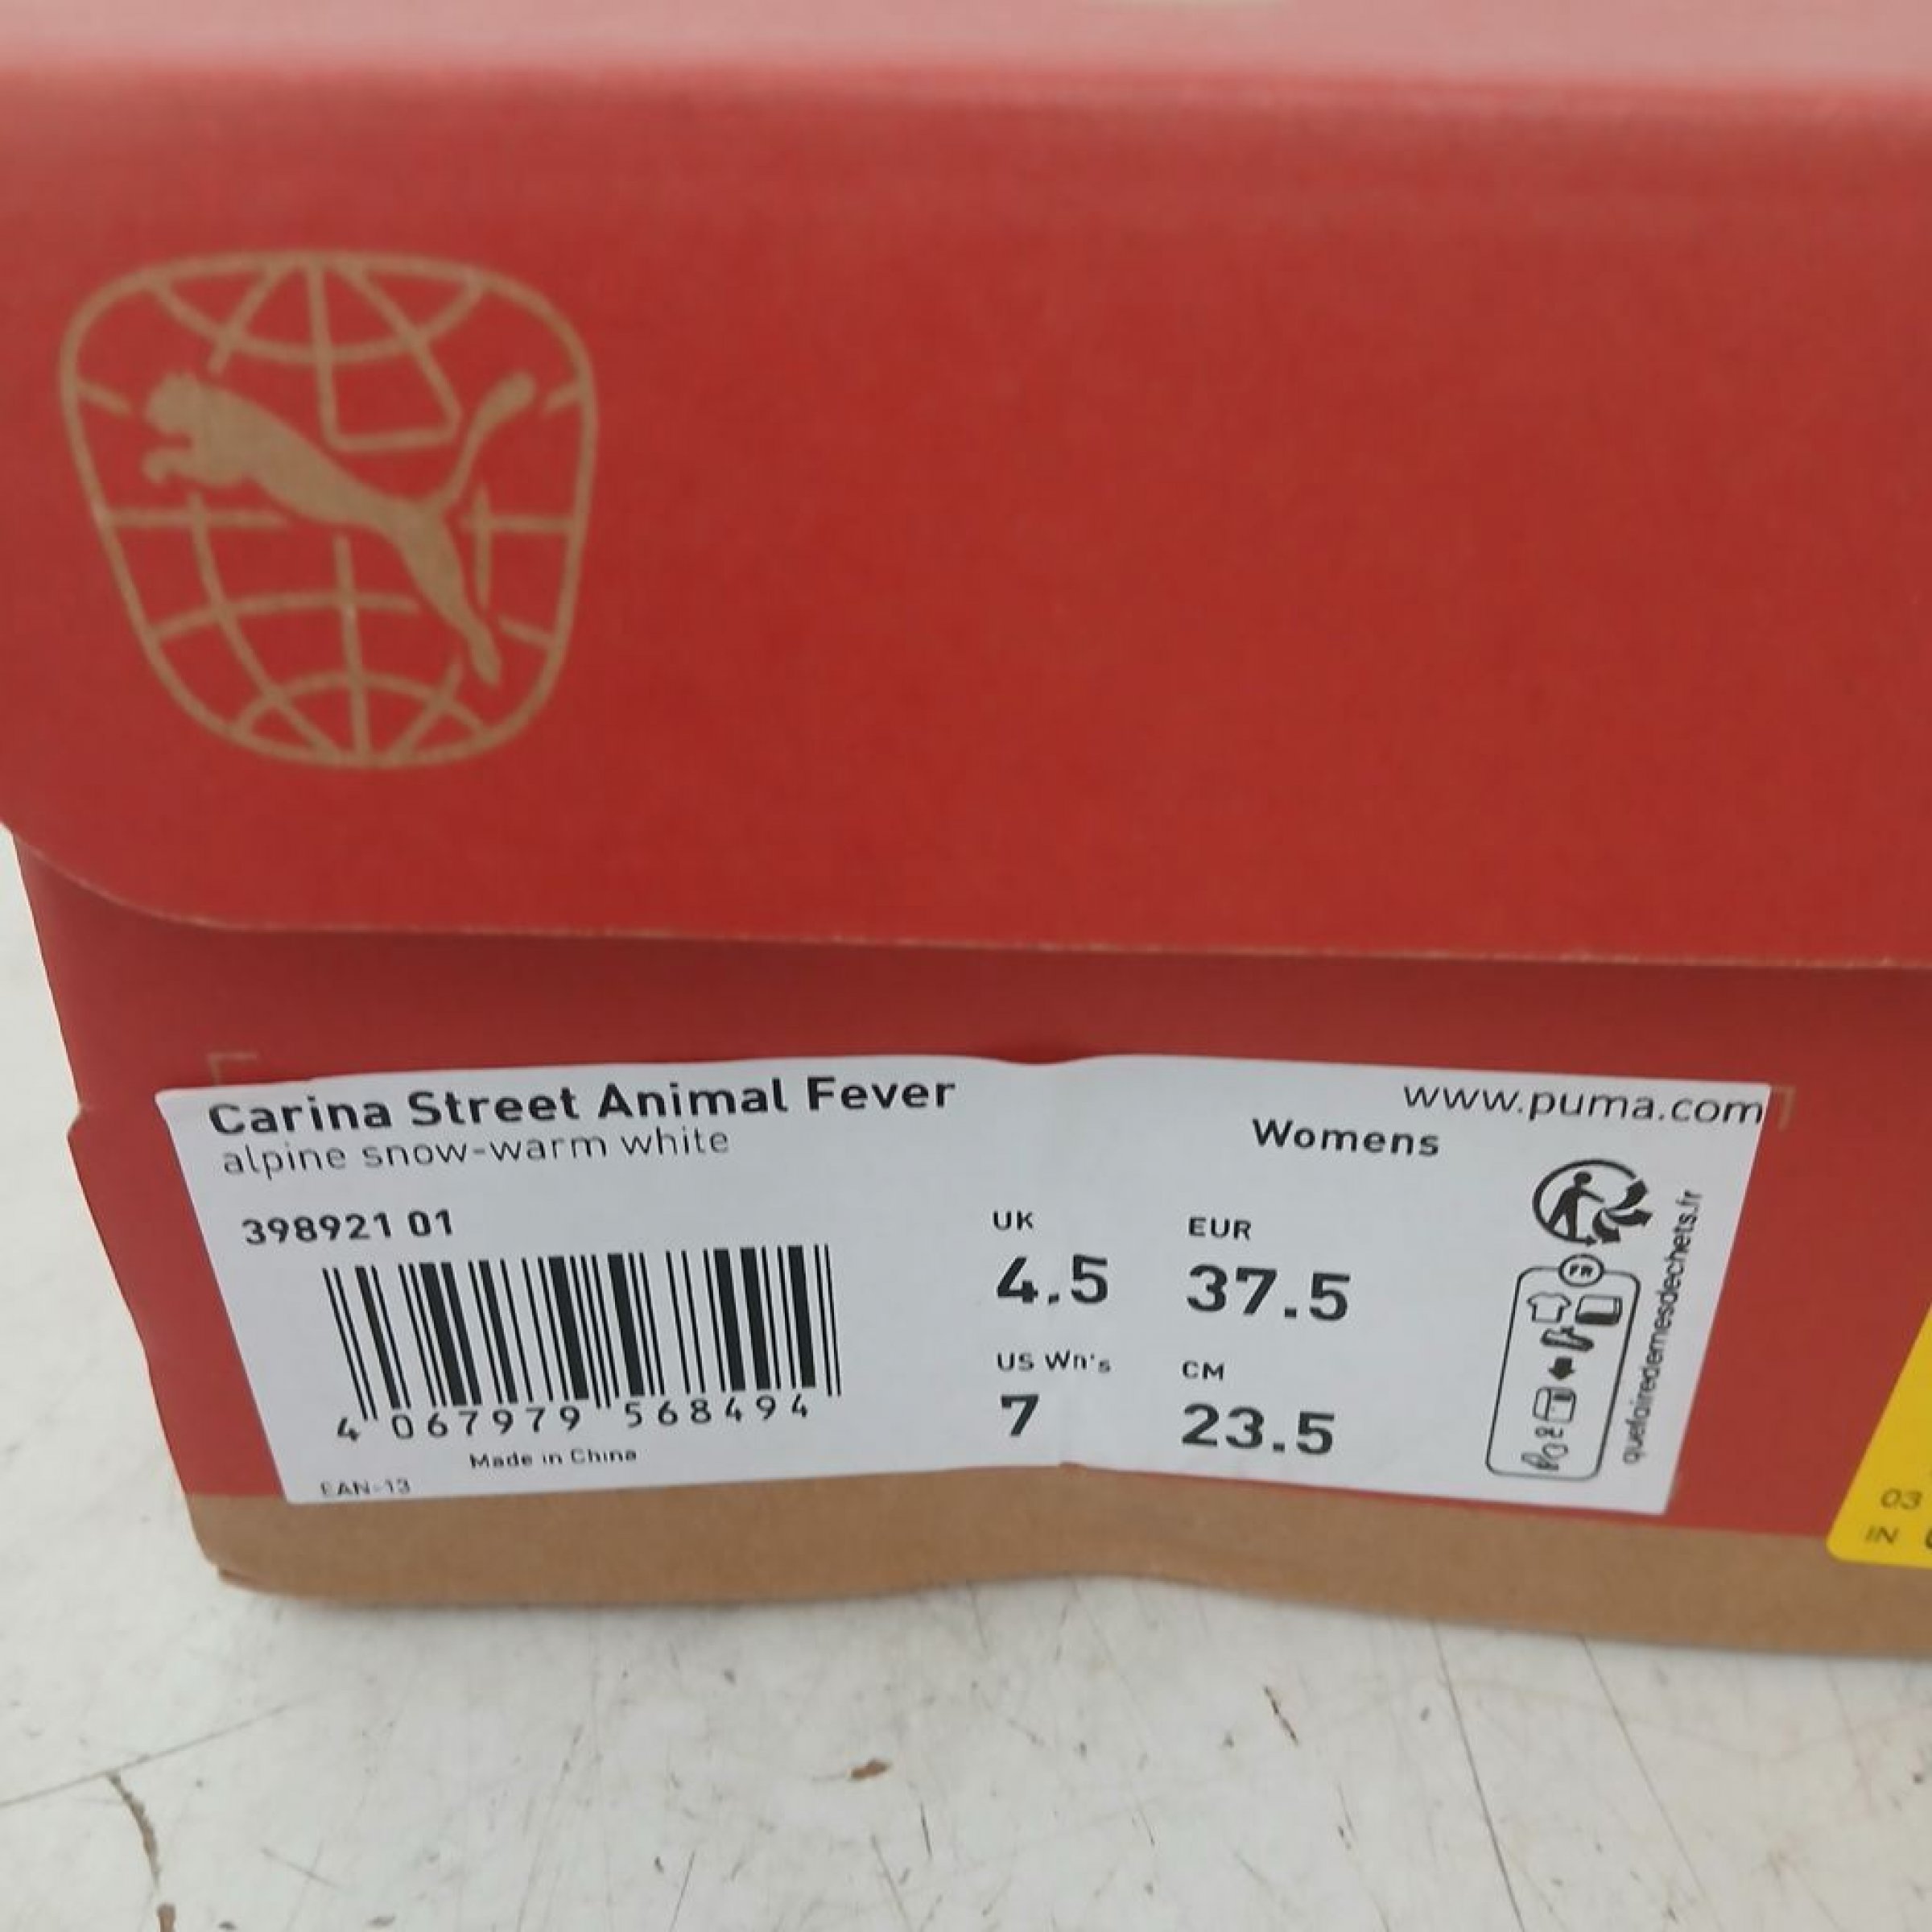 Carina Street Animal Fever
alpine snow-warm white
www.puma.com
Womens
398921 01
UK
4.5
EUR
37.5
US Wn's
7
CM
23.5
4 067979 568494
Made in China
EAN-13
FR
quefairedemesdechets.fr
03
IN